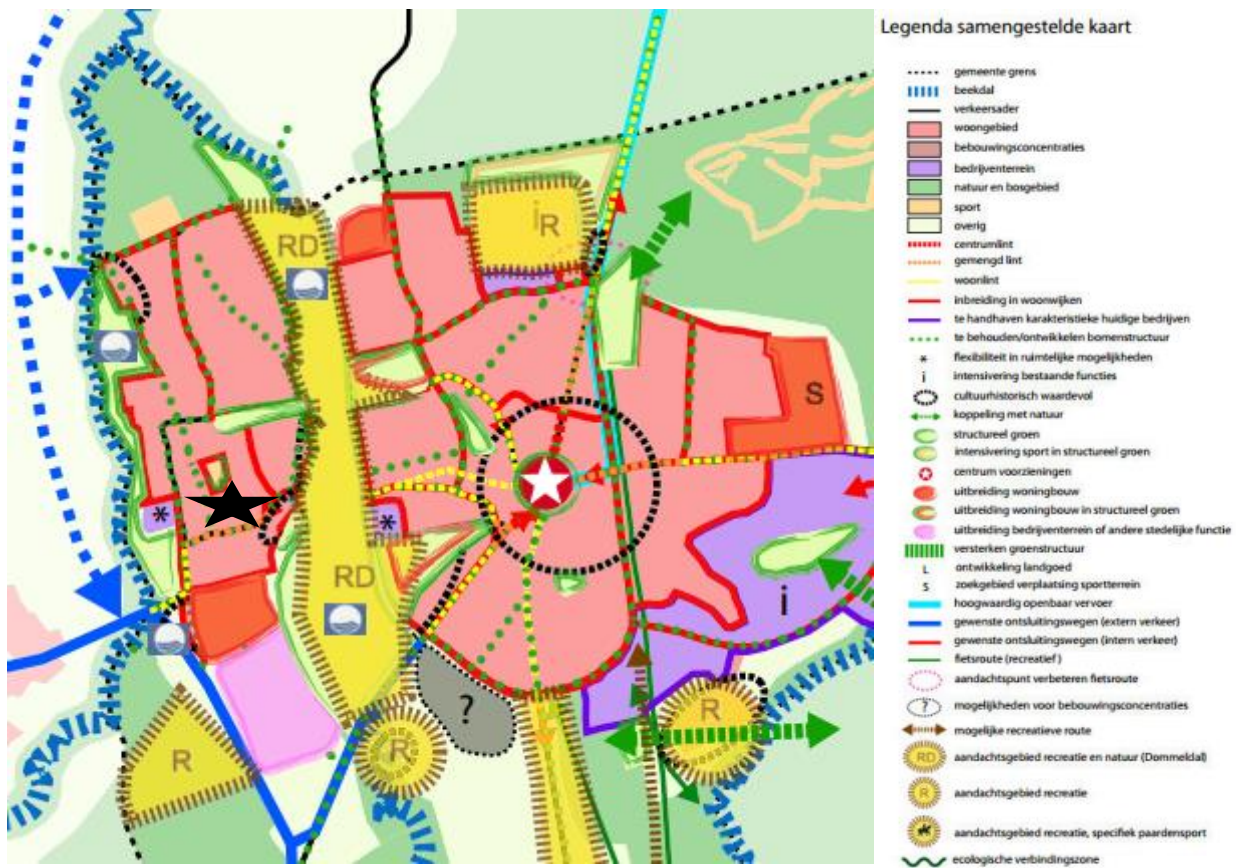 Legenda samengestelde kaart
gemeente grens
beekdal
verkeersader
woongebied
bebouwingsconcentraties
bedrijventerrein
natuur en bosgebied
sport
overig
centrumlint
gemengd lint
woonlint
inbreiding in woonwijken
te handhaven karakteristieke huidige bedrijven
te behouden/ontwikkelen bomenstructuur
* flexibiliteit in ruimtelijke mogelijkheden
i intensivering bestaande functies
cultuurhistorisch waardevol
koppeling met natuur
structureel groen
intensivering sport in structureel groen
centrum voorzieningen
uitbreiding woningbouw
uitbreiding woningbouw in structureel groen
uitbreiding bedrijventerrein of andere stedelijke functie
versterken groenstructuur
L ontwikkeling landgoed
S zoekgebied verplaatsing sportterrein
hoogwaardig openbaar vervoer
gewenste ontsluitingswegen (extern verkeer)
gewenste ontsluitingswegen (intern verkeer)
fietsroute (recreatief )
aandachtspunt verbeteren fietsroute
? mogelijkheden voor bebouwingsconcentraties
mogelijke recreatieve route
RD aandachtsgebied recreatie en natuur (Dommeldal)
R aandachtsgebied recreatie
aandachtsgebied recreatie, specifiek paardensport
ecologische verbindingszone
RD
i R
S
*
*
RD
i
?
R
R
R